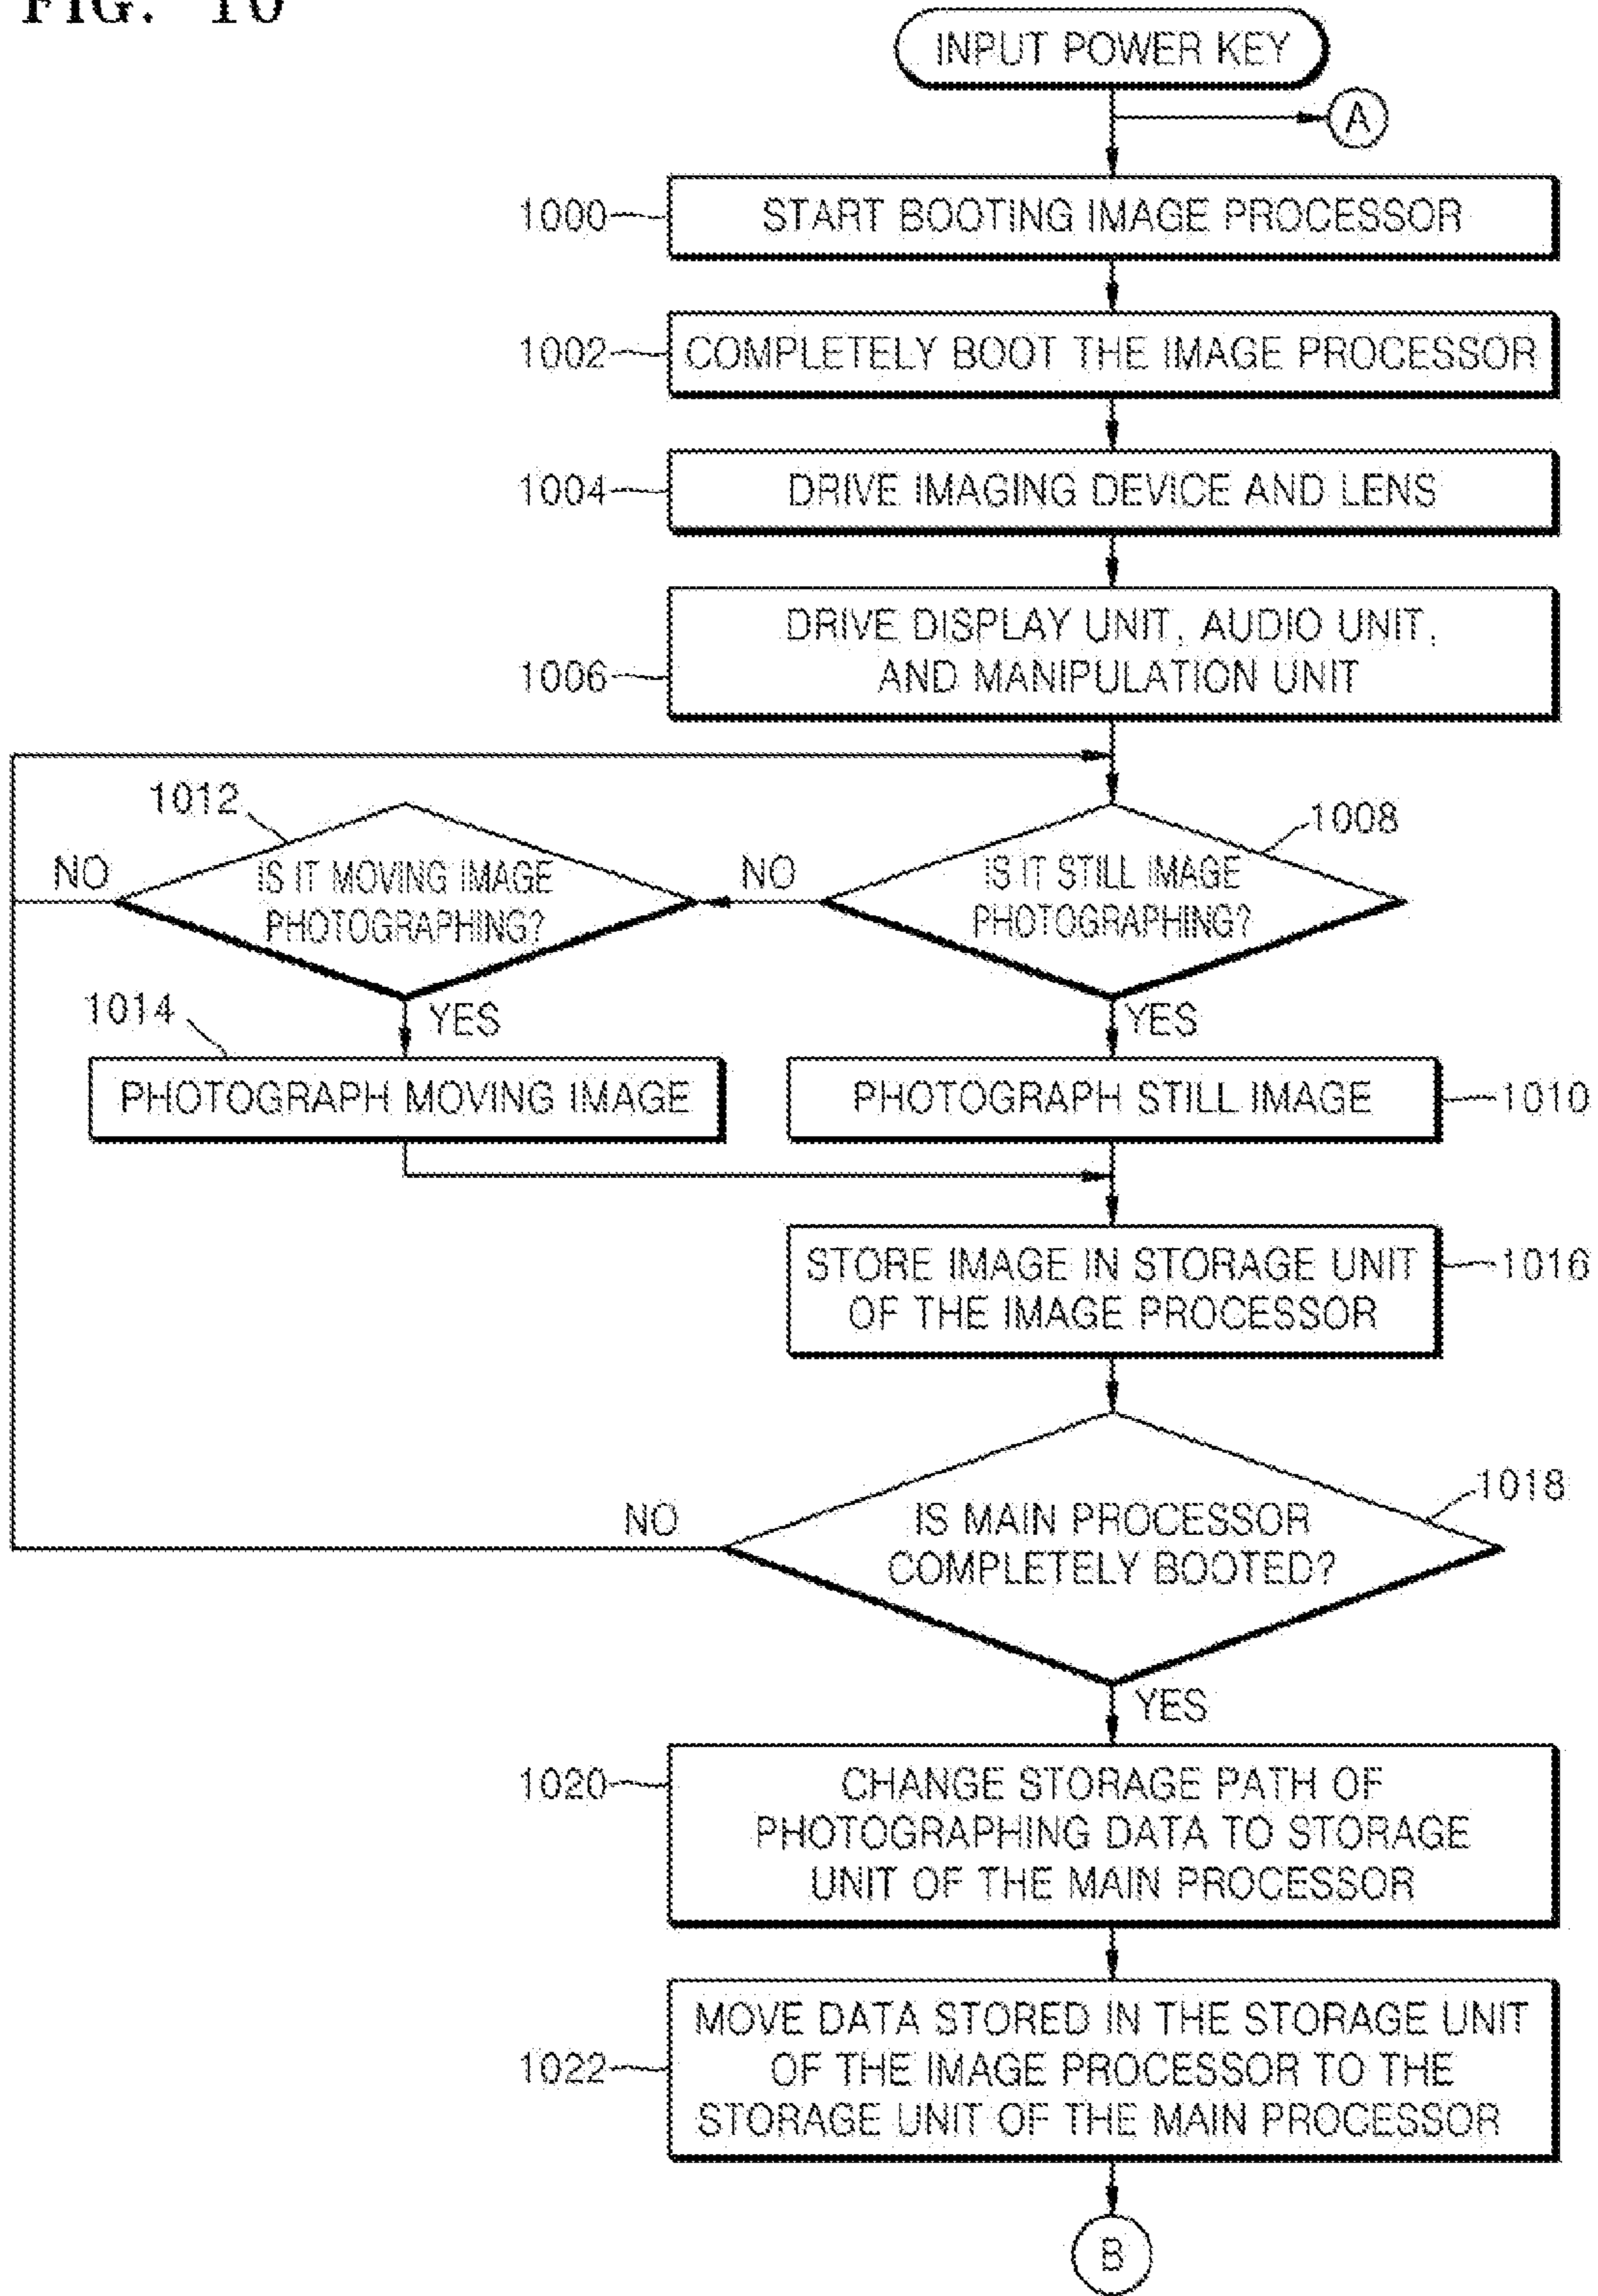 FIG. 10
INPUT POWER KEY
A
1000
START BOOTING IMAGE PROCESSOR
1002
COMPLETELY BOOT THE IMAGE PROCESSOR
1004
DRIVE IMAGING DEVICE AND LENS
1006
DRIVE DISPLAY UNIT, AUDIO UNIT,
AND MANIPULATION UNIT
1012
1008
NO
IS IT MOVING IMAGE
PHOTOGRAPHING?
NO
IS IT STILL IMAGE
PHOTOGRAPHING?
1014
YES
YES
PHOTOGRAPH MOVING IMAGE
PHOTOGRAPH STILL IMAGE
1010
STORE IMAGE IN STORAGE UNIT
OF THE IMAGE PROCESSOR
1016
NO
IS MAIN PROCESSOR
COMPLETELY BOOTED?
1018
YES
1020
CHANGE STORAGE PATH OF
PHOTOGRAPHING DATA TO STORAGE
UNIT OF THE MAIN PROCESSOR
1022
MOVE DATA STORED IN THE STORAGE UNIT
OF THE IMAGE PROCESSOR TO THE
STORAGE UNIT OF THE MAIN PROCESSOR
B